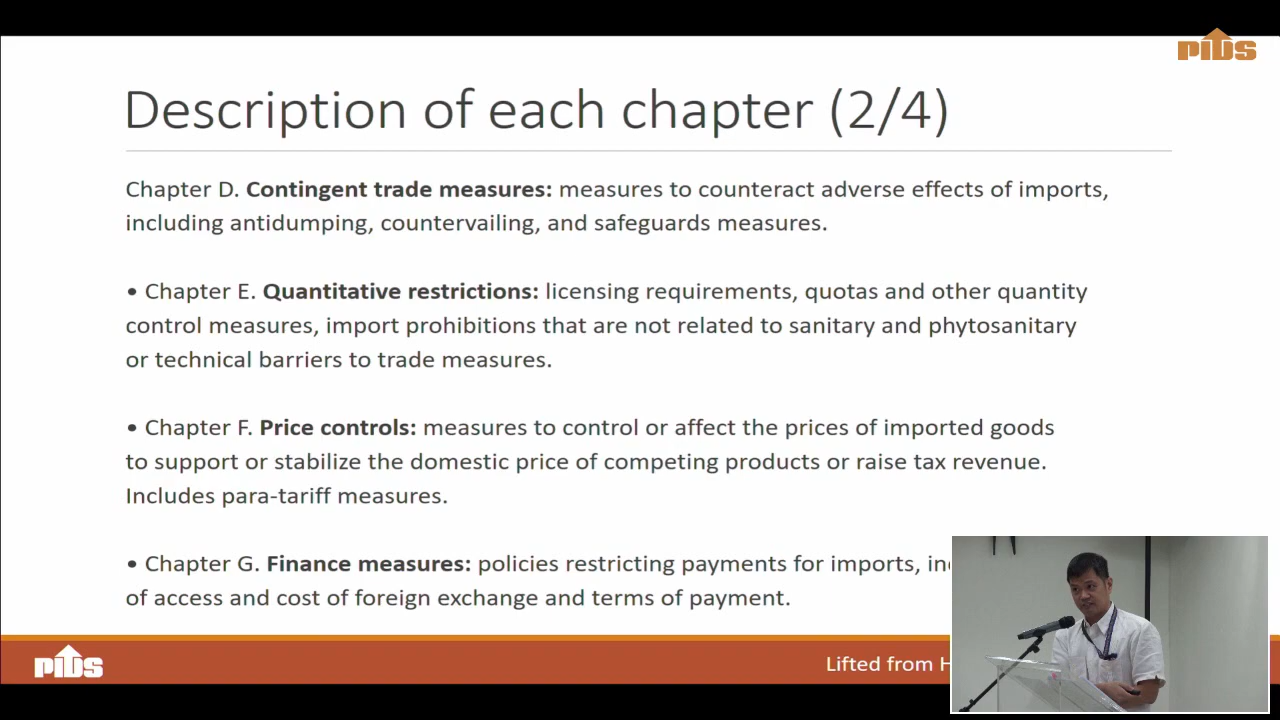 PIDS
Description of each chapter (2/4)
Chapter D. Contingent trade measures: measures to counteract adverse effects of imports,
including antidumping, countervailing, and safeguards measures.
• Chapter E. Quantitative restrictions: licensing requirements, quotas and other quantity
control measures, import prohibitions that are not related to sanitary and phytosanitary
or technical barriers to trade measures.
• Chapter F. Price controls: measures to control or affect the prices of imported goods
to support or stabilize the domestic price of competing products or raise tax revenue.
Includes para-tariff measures.
• Chapter G. Finance measures: policies restricting payments for imports,
of access and cost of foreign exchange and terms of payment.
PIDS
Lifted from